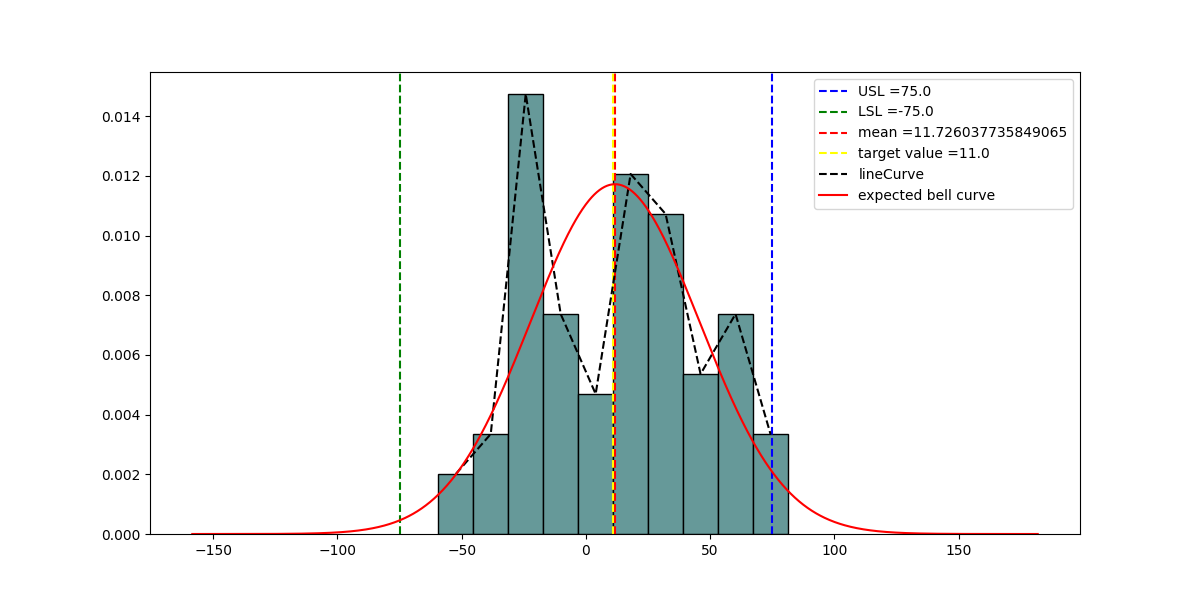 USL =75.0
LSL =-75.0
mean =11.726037735849065
target value =11.0
lineCurve
expected bell curve
0.014
0.012
0.010
0.008
0.006
0.004
0.002
0.000
−150
−100
−50
0
50
100
150